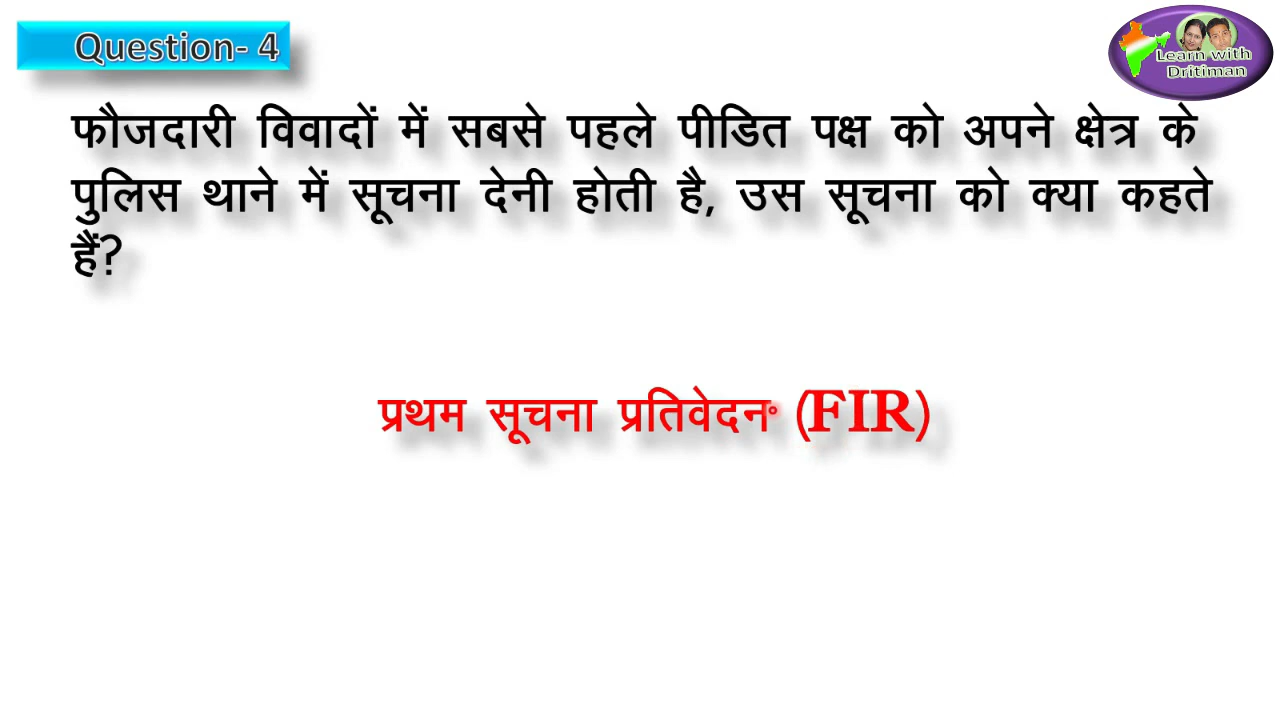 Question- 4
Learn with
Dritiman
फौजदारी विवादों में सबसे पहले पीडित पक्ष को अपने क्षेत्र के
पुलिस थाने में सूचना देनी होती है, उस सूचना को क्या कहते
हैं?
प्रथम सूचना प्रतिवेदन (FIR)